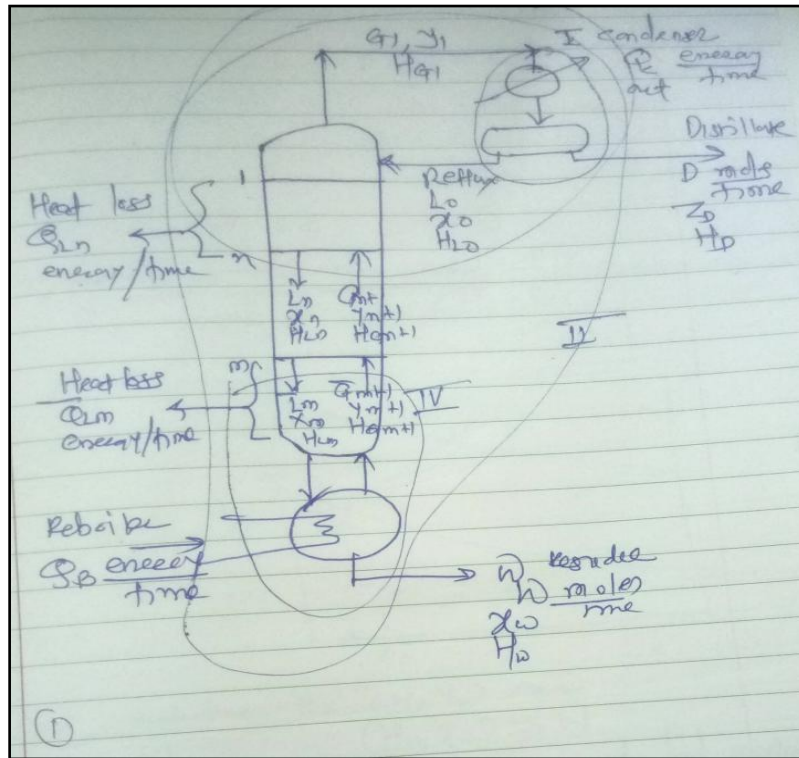 G1, y1
HG1
I condenser
Qc energy
out time
Distillate
D mols
time
ZD
HD
Reflux
L0
x0
HL0
1
Heat loss
QLn
energy/time
n
Ln Gn+1
xn yn+1
HLn HGn+1
II
m
Heat loss
QLm
energy/time
Lm Gm+1
xm ym+1
HLm HGm+1
IV
Reboiler
QB energy
time
W Residue
W moles
time
xw
Hw
1